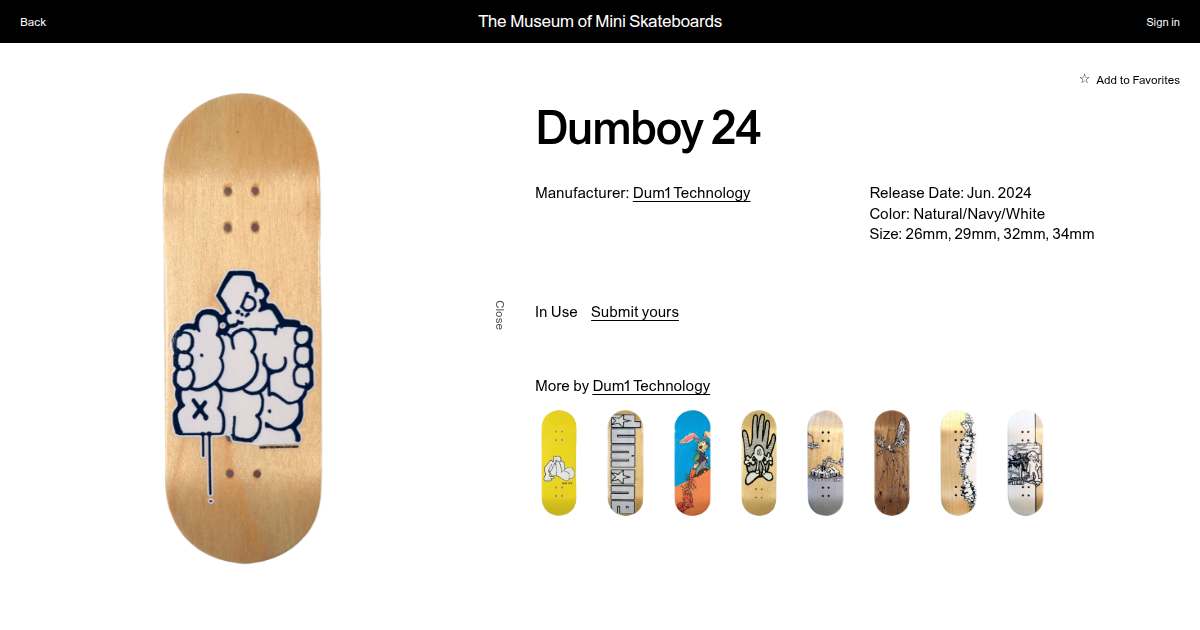 Back
The Museum of Mini Skateboards
Sign in
☆ Add to Favorites
Dumboy 24
Manufacturer: Dum1 Technology
Release Date: Jun. 2024
Color: Natural/Navy/White
Size: 26mm, 29mm, 32mm, 34mm
Close
In Use Submit yours
More by Dum1 Technology